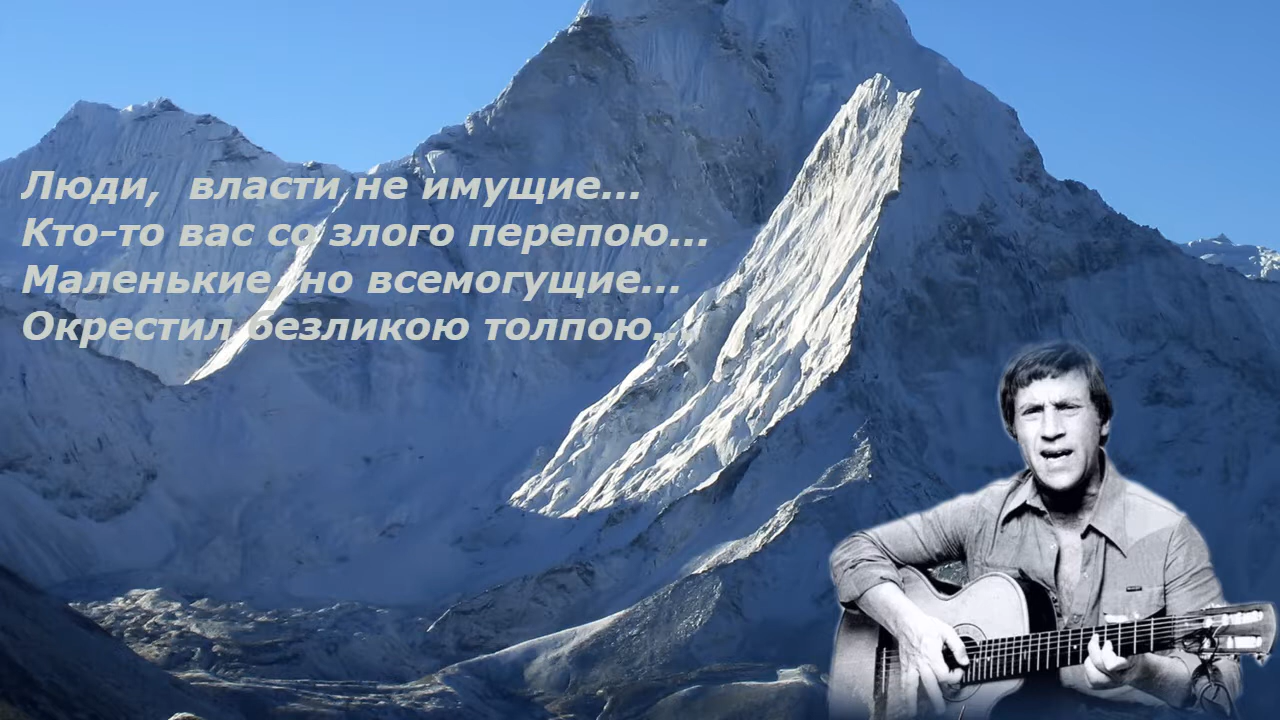 Люди,  власти не имущие...
Кто-то вас со злого перепою...
Маленькие, но всемогущие...
Окрестил безликою толпою...